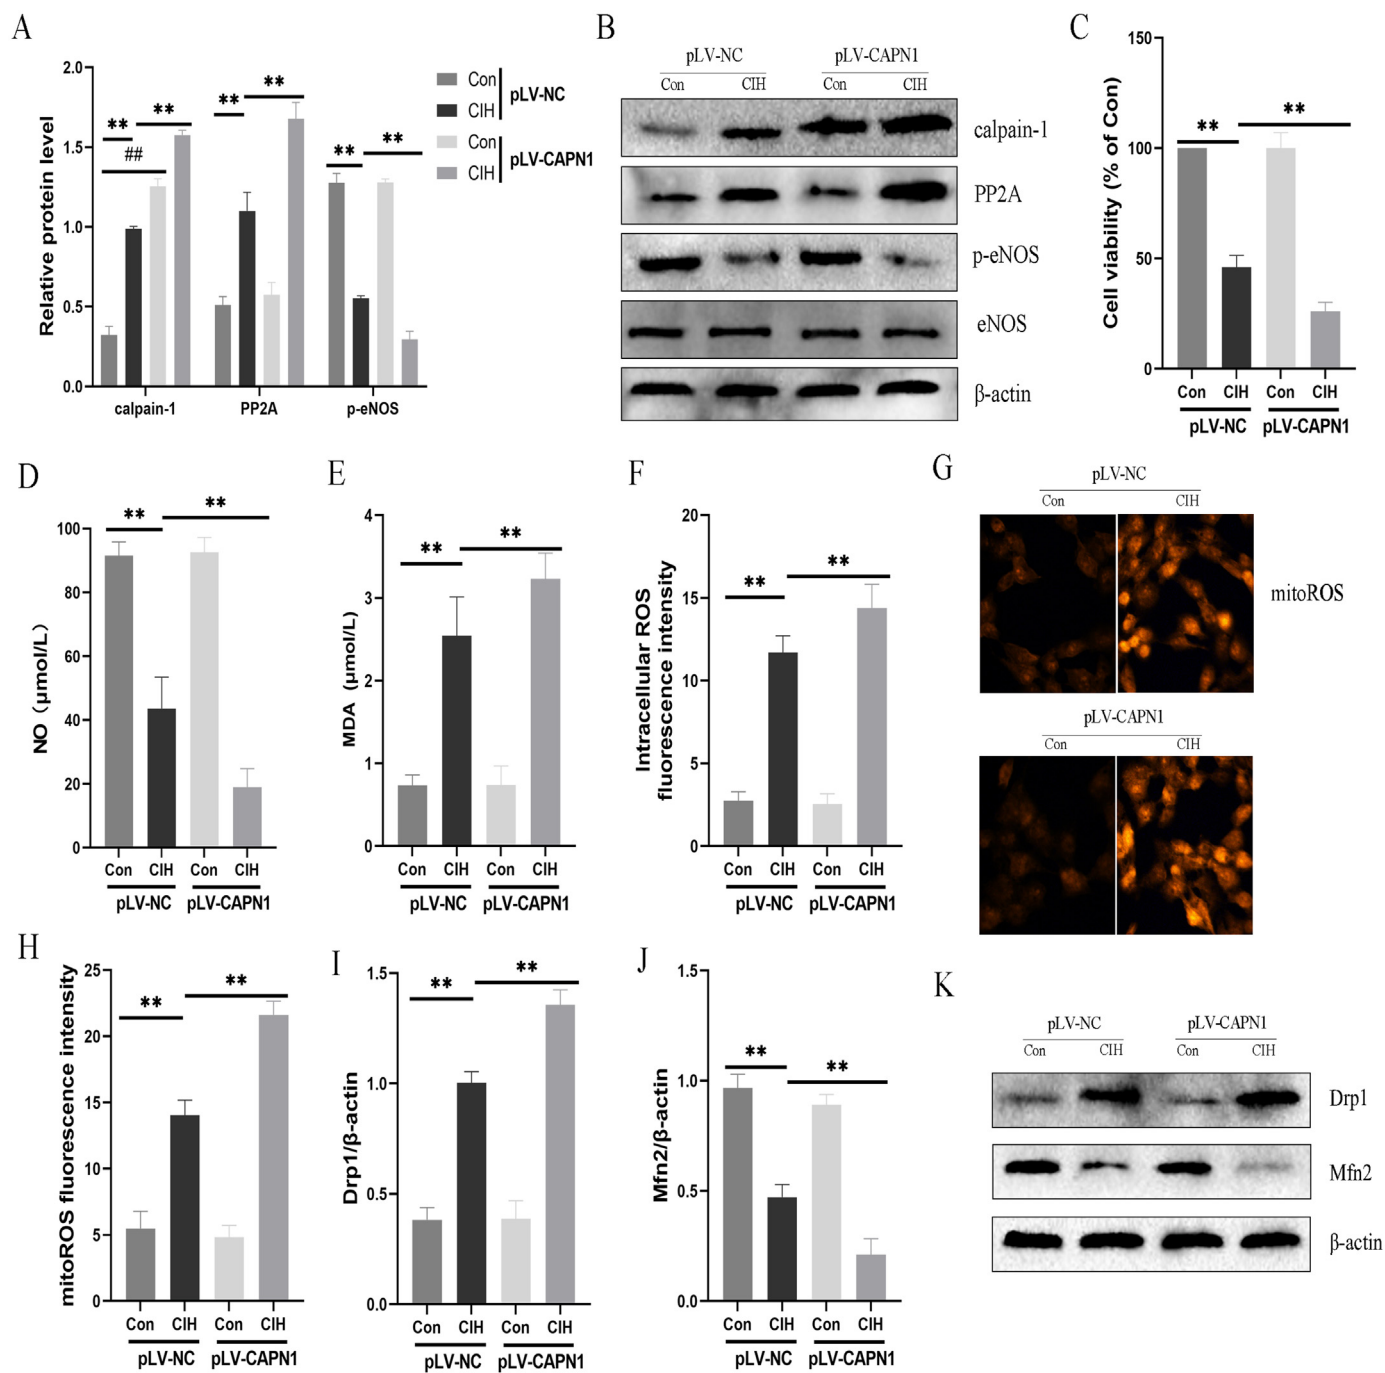 A
Relative protein level
2.0
1.5
1.0
0.5
0.0
**
**
##
**
**
**
**
calpain-1
PP2A
p-eNOS
Con
CIH
pLV-NC
Con
CIH
pLV-CAPN1
B
pLV-NC
pLV-CAPN1
Con
CIH
Con
CIH
calpain-1
PP2A
p-eNOS
eNOS
β-actin
C
Cell viability (% of Con)
150
100
50
0
**
**
Con
CIH
Con
CIH
pLV-NC
pLV-CAPN1
D
NO (μmol/L)
100
80
60
40
20
0
**
**
Con
CIH
Con
CIH
pLV-NC
pLV-CAPN1
E
MDA (μmol/L)
4
3
2
1
0
**
**
Con
CIH
Con
CIH
pLV-NC
pLV-CAPN1
F
Intracellular ROS
fluorescence intensity
20
15
10
5
0
**
**
Con
CIH
Con
CIH
pLV-NC
pLV-CAPN1
G
pLV-NC
Con
CIH
mitoROS
pLV-CAPN1
Con
CIH
H
mitoROS fluorescence intensity
25
20
15
10
5
0
**
**
Con
CIH
Con
CIH
pLV-NC
pLV-CAPN1
I
Drp1/β-actin
1.5
1.0
0.5
0.0
**
**
Con
CIH
Con
CIH
pLV-NC
pLV-CAPN1
J
Mfn2/β-actin
1.5
1.0
0.5
0.0
**
**
Con
CIH
Con
CIH
pLV-NC
pLV-CAPN1
K
pLV-NC
pLV-CAPN1
Con
CIH
Con
CIH
Drp1
Mfn2
β-actin